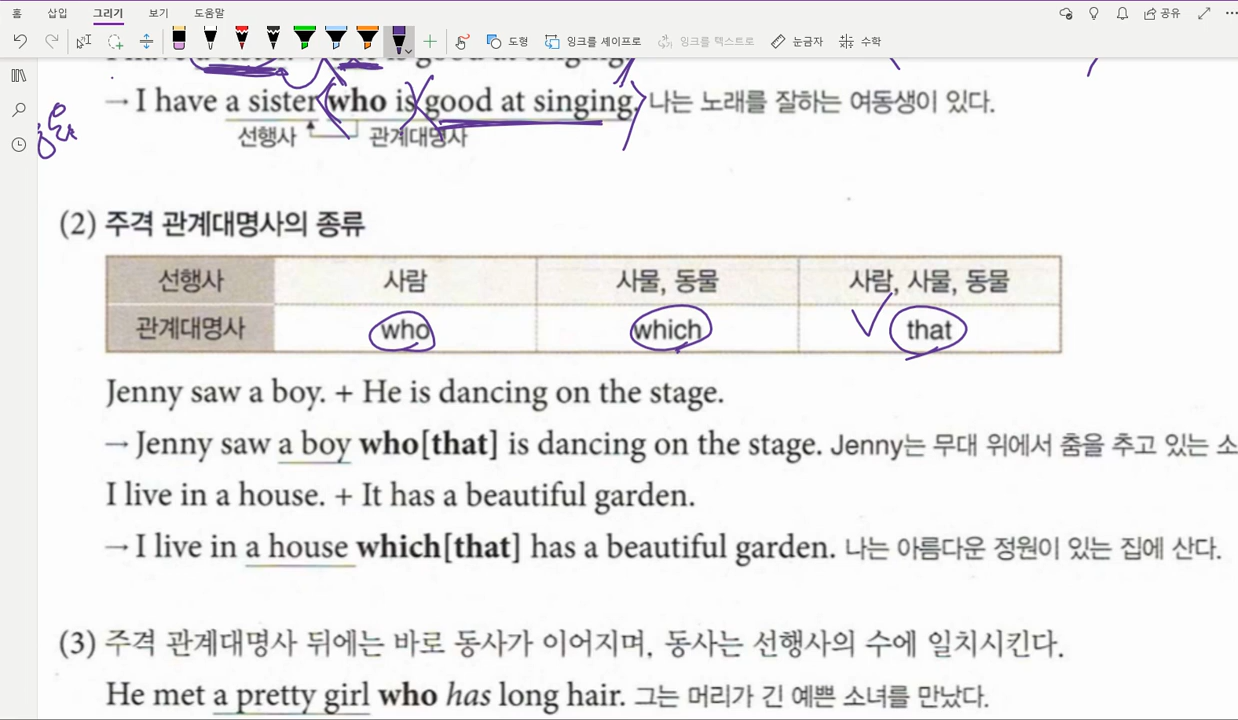 홈 삽입 그리기 보기 도움말 공유
도형 잉크를 셰이프로 잉크를 텍스트로 눈금자 수학
good at singing.
→ I have a sister who is good at singing. 나는 노래를 잘하는 여동생이 있다.
선행사 관계대명사
(2) 주격 관계대명사의 종류
선행사 사람 사물, 동물 사람, 사물, 동물
관계대명사 who which that
Jenny saw a boy. + He is dancing on the stage.
→ Jenny saw a boy who[that] is dancing on the stage. Jenny는 무대 위에서 춤을 추고 있는 소
I live in a house. + It has a beautiful garden.
→ I live in a house which[that] has a beautiful garden. 나는 아름다운 정원이 있는 집에 산다.
(3) 주격 관계대명사 뒤에는 바로 동사가 이어지며, 동사는 선행사의 수에 일치시킨다.
He met a pretty girl who has long hair. 그는 머리가 긴 예쁜 소녀를 만났다.